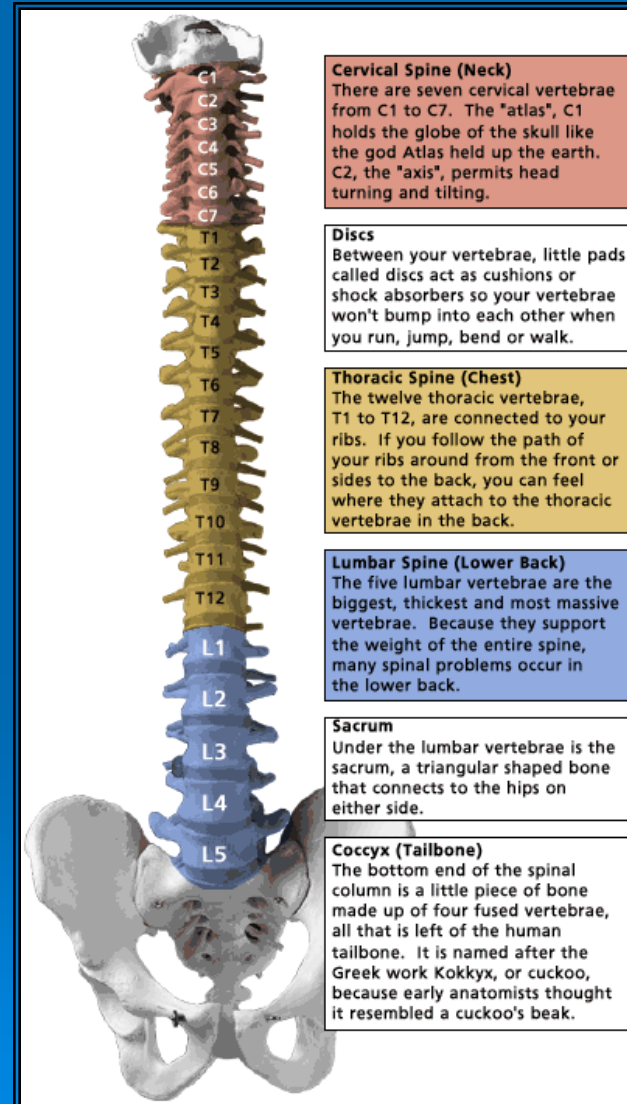 C1
C2
C3
C4
C5
C6
C7
T1
T2
T3
T4
T5
T6
T7
T8
T9
T10
T11
T12
L1
L2
L3
L4
L5
Cervical Spine (Neck)
There are seven cervical vertebrae
from C1 to C7. The "atlas", C1
holds the globe of the skull like
the god Atlas held up the earth.
C2, the "axis", permits head
turning and tilting.
Discs
Between your vertebrae, little pads
called discs act as cushions or
shock absorbers so your vertebrae
won't bump into each other when
you run, jump, bend or walk.
Thoracic Spine (Chest)
The twelve thoracic vertebrae,
T1 to T12, are connected to your
ribs. If you follow the path of
your ribs around from the front or
sides to the back, you can feel
where they attach to the thoracic
vertebrae in the back.
Lumbar Spine (Lower Back)
The five lumbar vertebrae are the
biggest, thickest and most massive
vertebrae. Because they support
the weight of the entire spine,
many spinal problems occur in
the lower back.
Sacrum
Under the lumbar vertebrae is the
sacrum, a triangular shaped bone
that connects to the hips on
either side.
Coccyx (Tailbone)
The bottom end of the spinal
column is a little piece of bone
made up of four fused vertebrae,
all that is left of the human
tailbone. It is named after the
Greek work Kokkyx, or cuckoo,
because early anatomists thought
it resembled a cuckoo's beak.